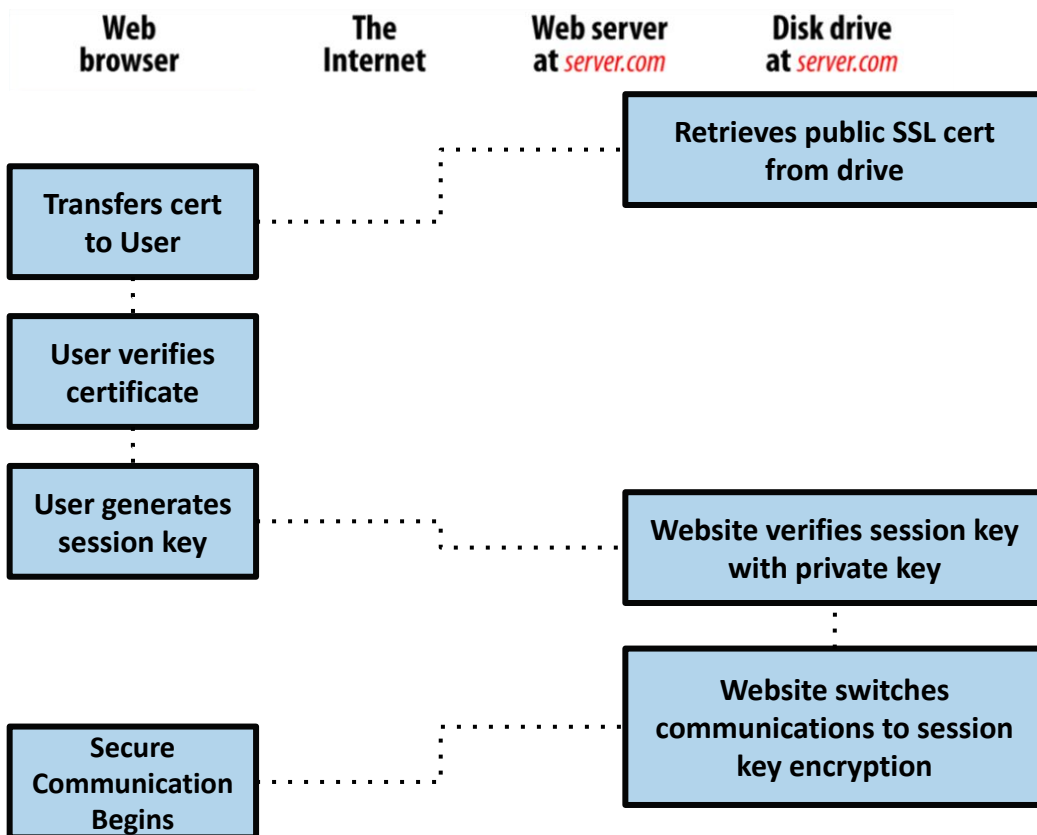 Web
browser
The
Internet
Web server
at server.com
Disk drive
at server.com
Retrieves public SSL cert
from drive
Transfers cert
to User
User verifies
certificate
User generates
session key
Website verifies session key
with private key
Website switches
communications to session
key encryption
Secure
Communication
Begins